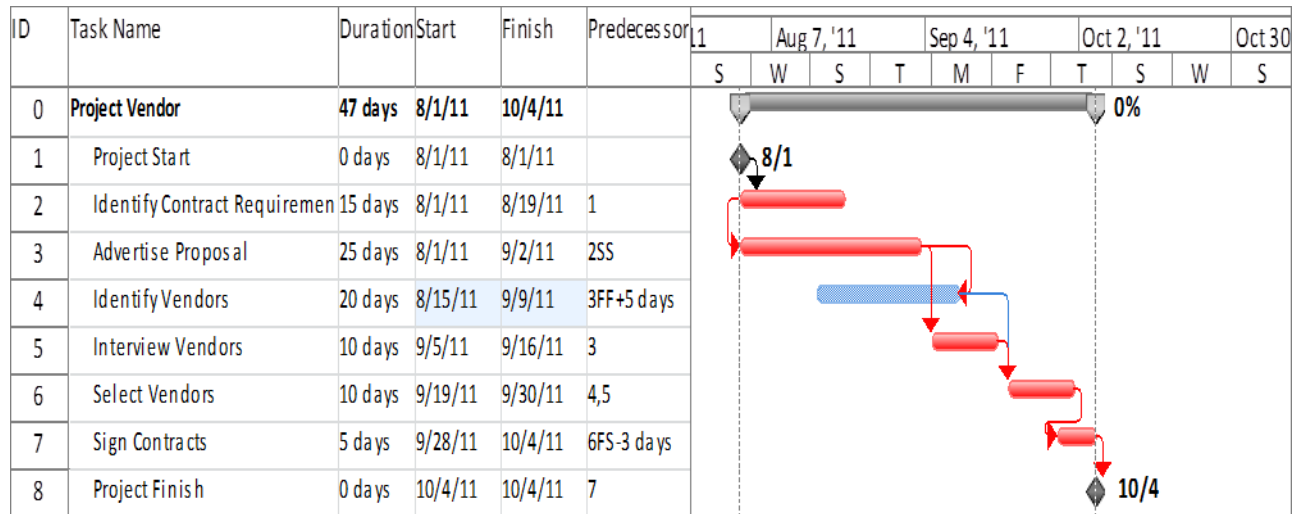 ID Task Name Duration Start Finish Predecessor 11 Aug 7, '11 Sep 4, '11 Oct 2, '11 Oct 30
S W S T M F T S W S
0 Project Vendor 47 days 8/1/11 10/4/11 0%
1 Project Start 0 days 8/1/11 8/1/11 8/1
2 Identify Contract Requiremen 15 days 8/1/11 8/19/11 1
3 Advertise Proposal 25 days 8/1/11 9/2/11 2SS
4 Identify Vendors 20 days 8/15/11 9/9/11 3FF+5 days
5 Interview Vendors 10 days 9/5/11 9/16/11 3
6 Select Vendors 10 days 9/19/11 9/30/11 4,5
7 Sign Contracts 5 days 9/28/11 10/4/11 6FS-3 days
8 Project Finish 0 days 10/4/11 10/4/11 7 10/4